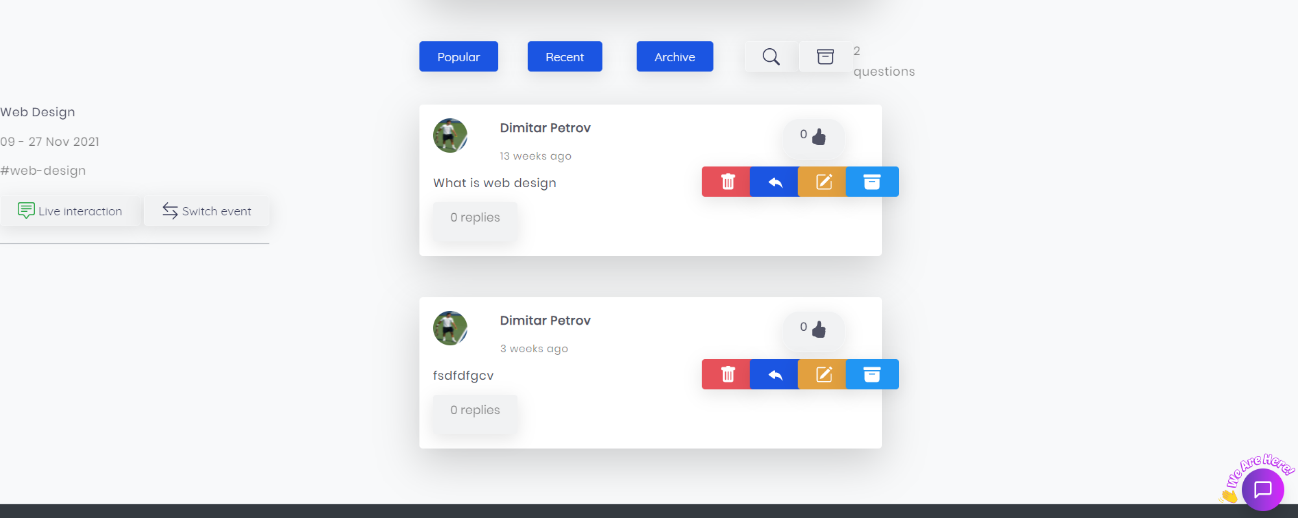 Popular
Recent
Archive
2
questions
Web Design
09 - 27 Nov 2021
#web-design
Live interaction
Switch event
Dimitar Petrov
0
13 weeks ago
What is web design
0 replies
Dimitar Petrov
0
3 weeks ago
fsdfdfgcv
0 replies
We Are Here!